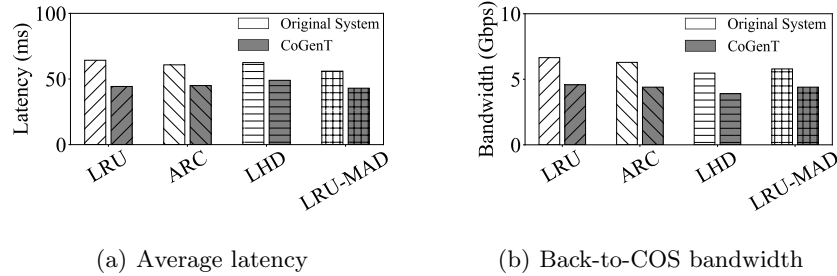 100
50
0
Latency (ms)
Original System
CoGenT
LRU
ARC
LHD
LRU-MAD
(a) Average latency
10
5
0
Bandwidth (Gbps)
Original System
CoGenT
LRU
ARC
LHD
LRU-MAD
(b) Back-to-COS bandwidth